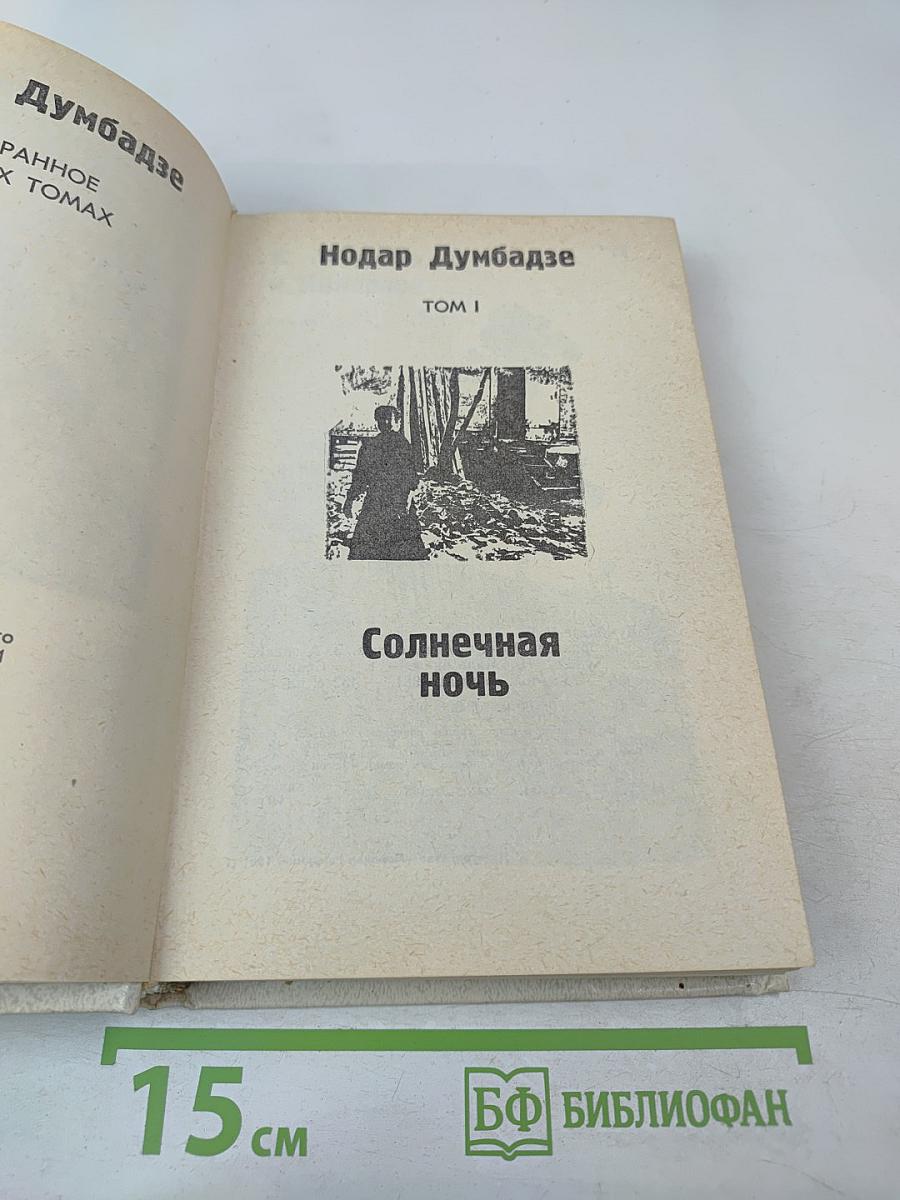 Думбадзе
РАННОЕ
Х ТОМАХ
Нодар Думбадзе
ТОМ I
Солнечная
ночь
15 см
БФ БИБЛИОФАН